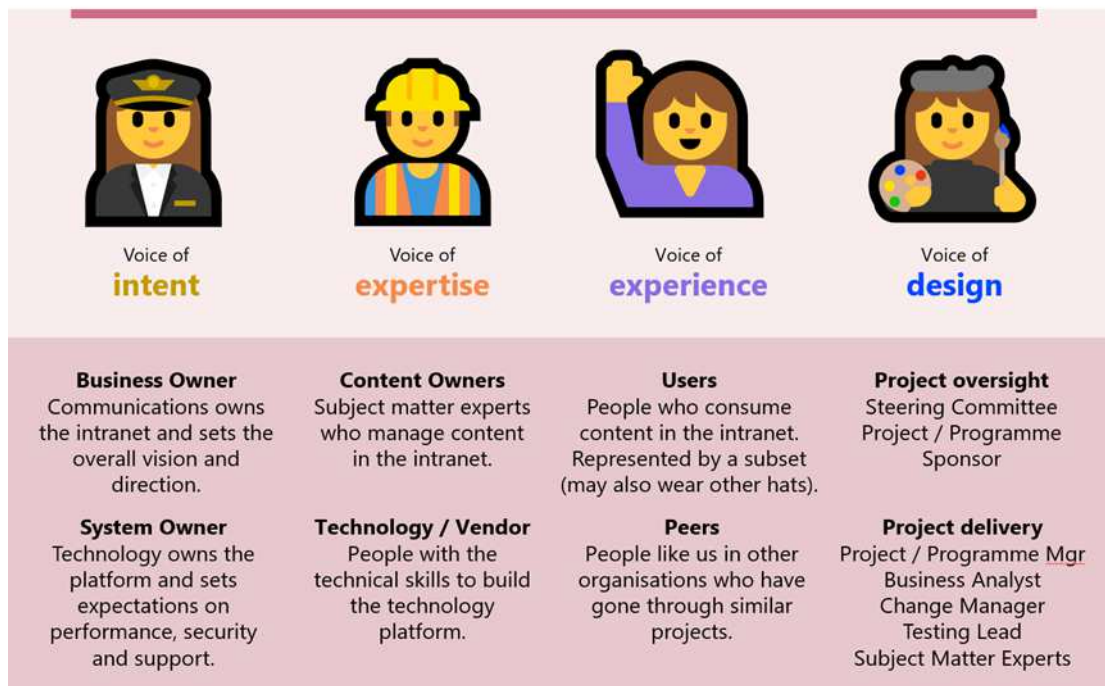 Voice of
intent
Voice of
expertise
Voice of
experience
Voice of
design
Business Owner
Communications owns
the intranet and sets the
overall vision and
direction.
System Owner
Technology owns the
platform and sets
expectations on
performance, security
and support.
Content Owners
Subject matter experts
who manage content
in the intranet.
Technology / Vendor
People with the
technical skills to build
the technology
platform.
Users
People who consume
content in the intranet.
Represented by a subset
(may also wear other hats).
Peers
People like us in other
organisations who have
gone through similar
projects.
Project oversight
Steering Committee
Project / Programme
Sponsor
Project delivery
Project / Programme Mgr
Business Analyst
Change Manager
Testing Lead
Subject Matter Experts